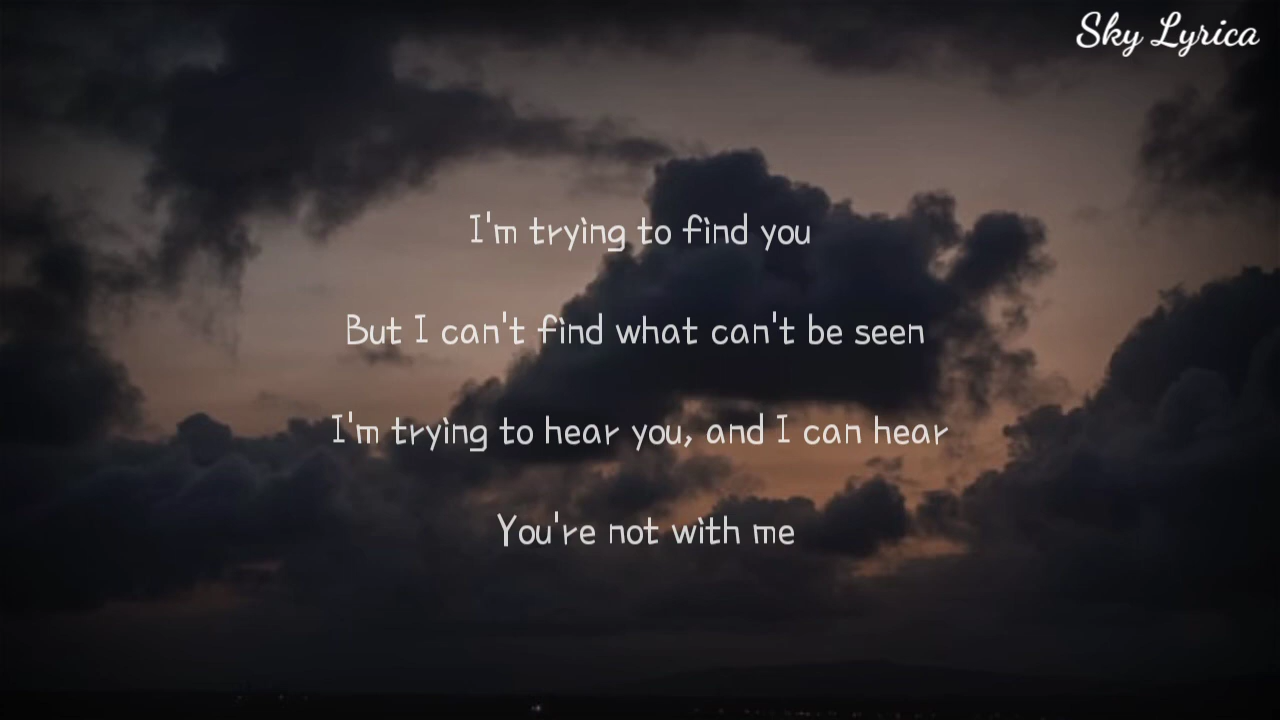 Sky Lyrica
I'm trying to find you
But I can't find what can't be seen
I'm trying to hear you, and I can hear
You're not with me